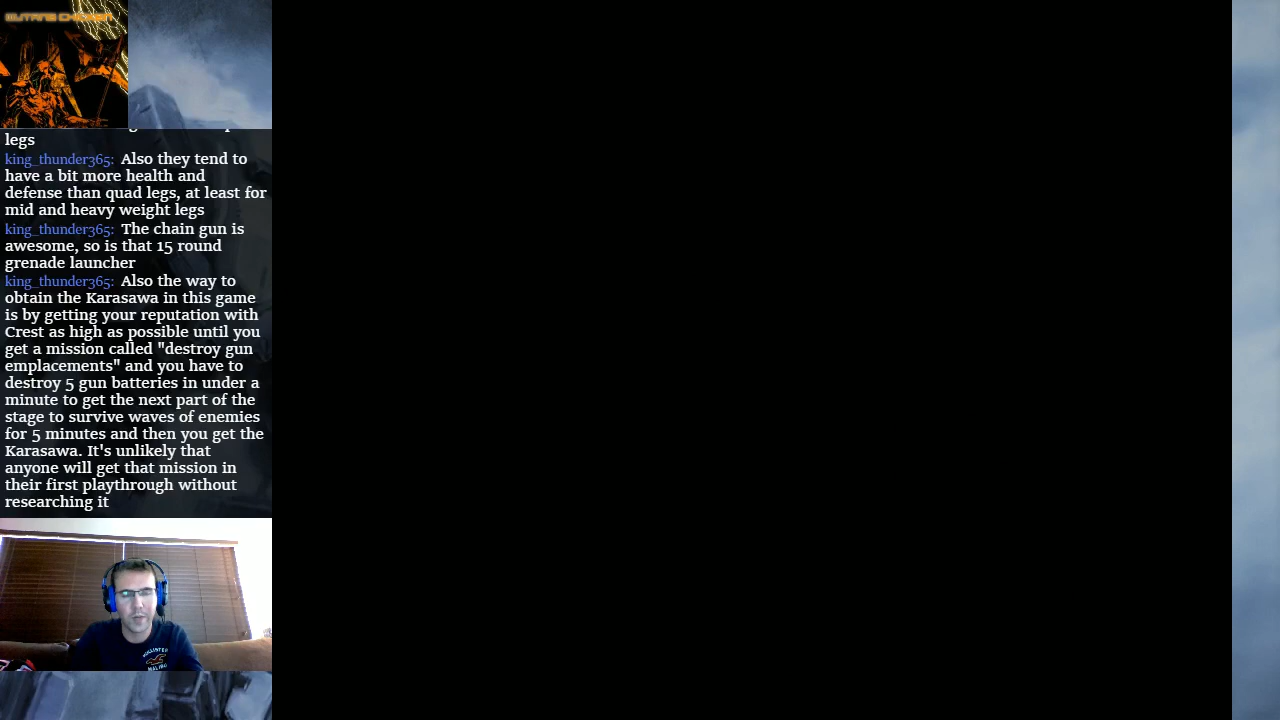 MUTANT CHICKEN
legs
king_thunder365: Also they tend to
have a bit more health and
defense than quad legs, at least for
mid and heavy weight legs
king_thunder365: The chain gun is
awesome, so is that 15 round
grenade launcher
king_thunder365: Also the way to
obtain the Karasawa in this game
is by getting your reputation with
Crest as high as possible until you
get a mission called "destroy gun
emplacements" and you have to
destroy 5 gun batteries in under a
minute to get the next part of the
stage to survive waves of enemies
for 5 minutes and then you get the
Karasawa. It's unlikely that
anyone will get that mission in
their first playthrough without
researching it
HOLLISTER